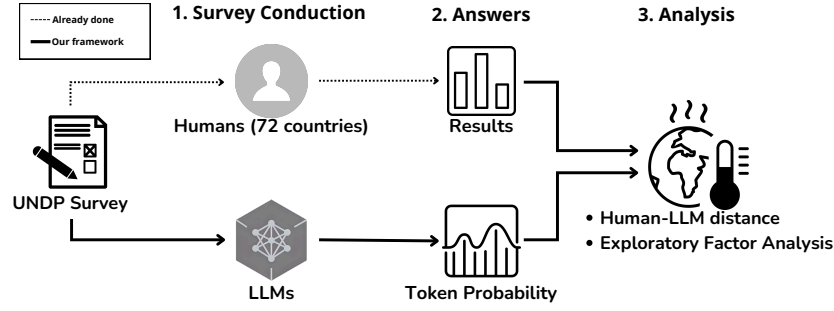 Already done
Our framework
1. Survey Conduction
2. Answers
3. Analysis
Humans (72 countries)
Results
UNDP Survey
• Human-LLM distance
• Exploratory Factor Analysis
LLMs
Token Probability